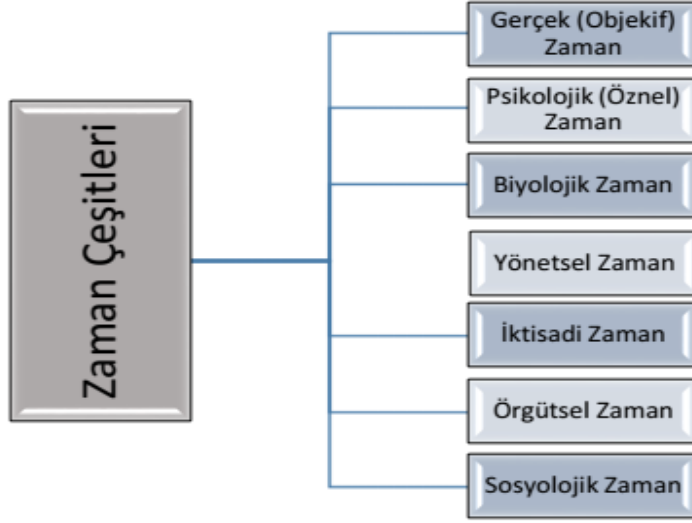 Zaman Çeşitleri
Gerçek (Objekif)
Zaman
Psikolojik (Öznel)
Zaman
Biyolojik Zaman
Yönetsel Zaman
İktisadi Zaman
Örgütsel Zaman
Sosyolojik Zaman